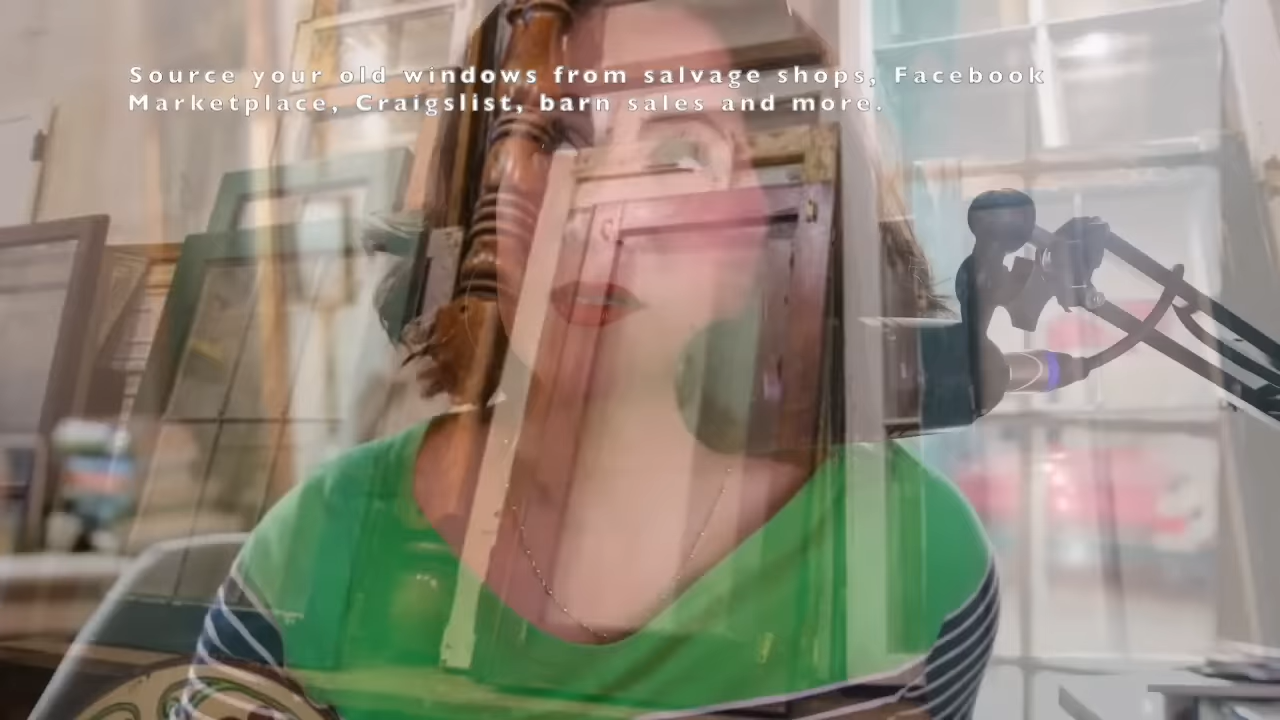 Source your old windows from salvage shops, Facebook
Marketplace, Craigslist, barn sales and more.